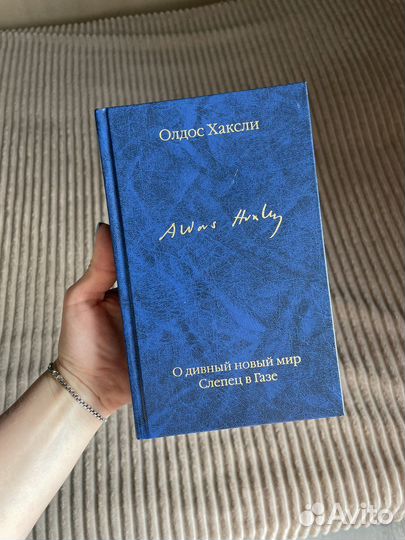 Олдос Хаксли
Aldous Huxley
О дивный новый мир
Слепец в Газе
Avito